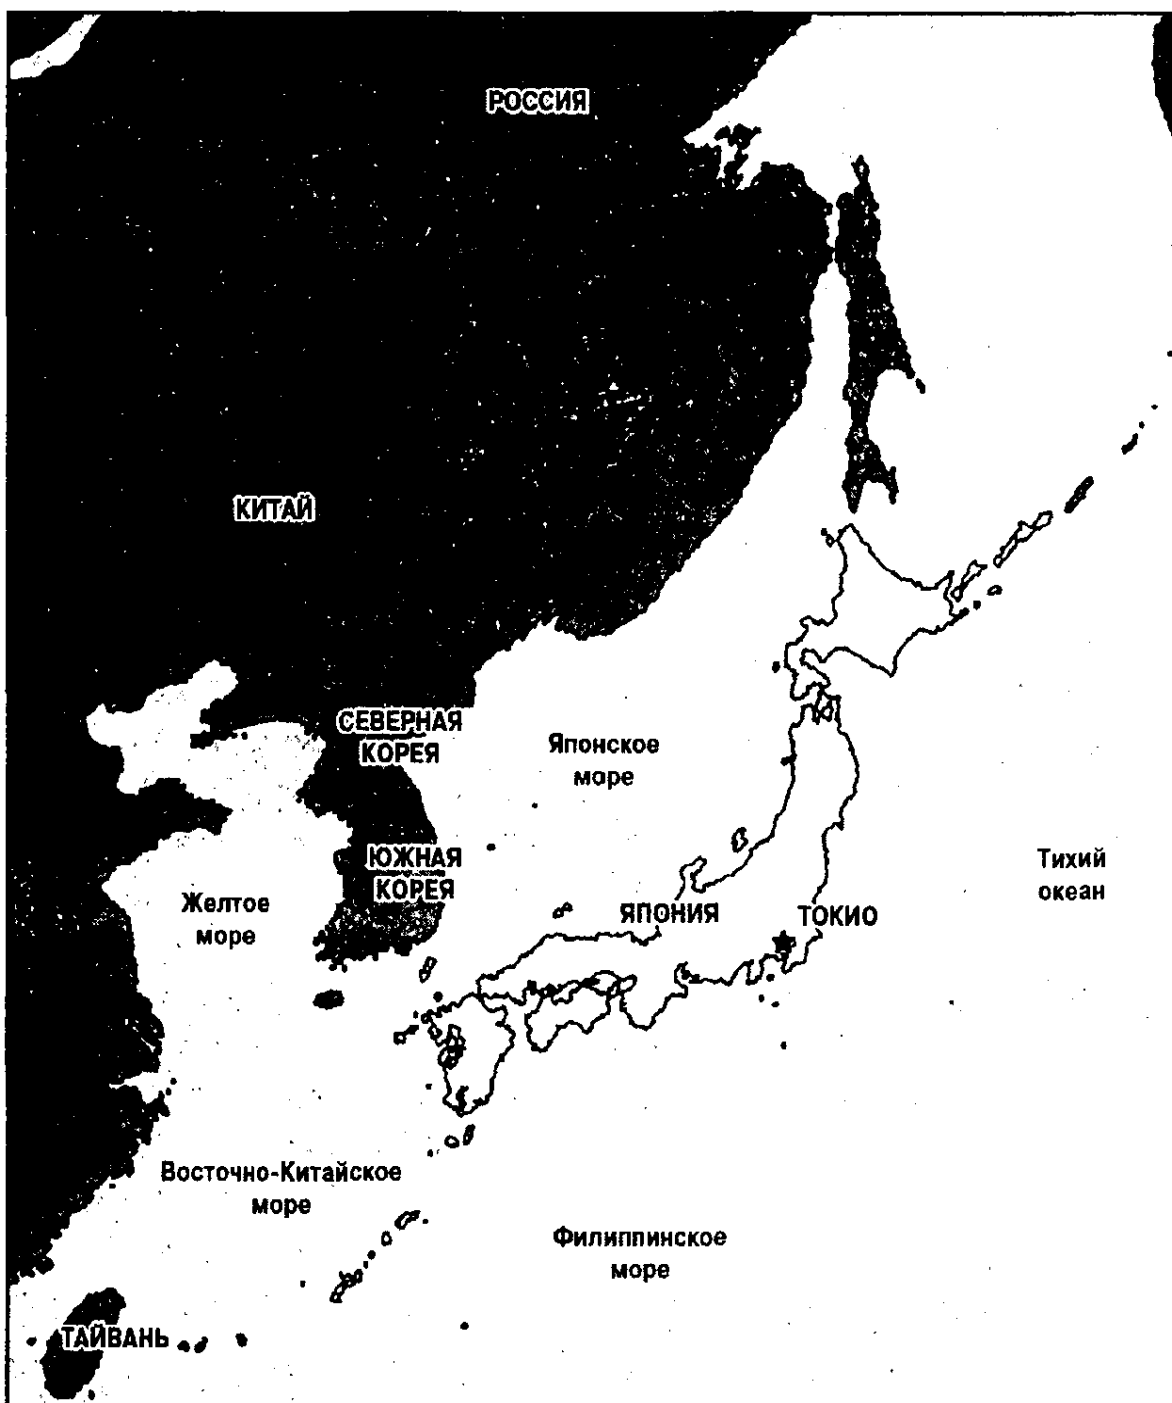 РОССИЯ
КИТАЙ
СЕВЕРНАЯ
КОРЕЯ
Японское
море
ЮЖНАЯ
КОРЕЯ
Тихий
океан
Желтое
море
ЯПОНИЯ
ТОКИО
Восточно-Китайское
море
Филиппинское
море
ТАЙВАНЬ